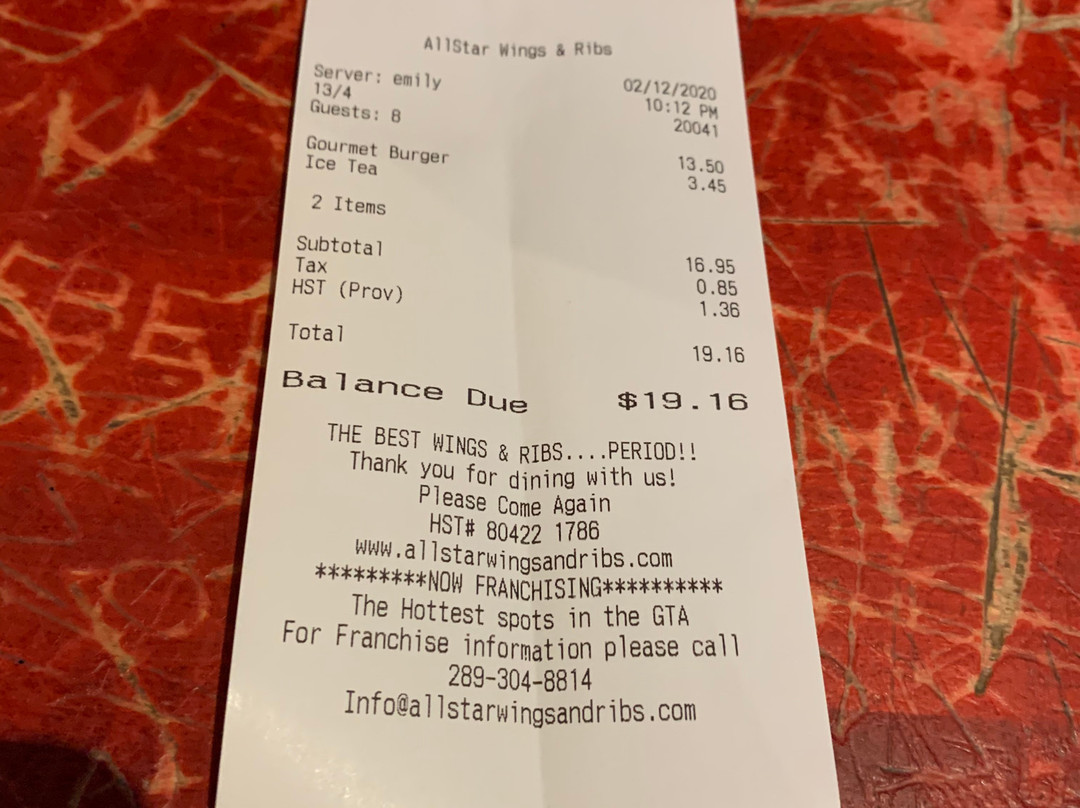 AllStar Wings & Ribs
Server: emily 02/12/2020
13/4 10:12 PM
Guests: 8 20041
Gourmet Burger 13.50
Ice Tea 3.45
2 Items
Subtotal 16.95
Tax 0.85
HST (Prov) 1.36
Total 19.16
Balance Due $19.16
THE BEST WINGS & RIBS....PERIOD!!
Thank you for dining with us!
Please Come Again
HST# 80422 1786
www.allstarwingsandribs.com
*********NOW FRANCHISING**********
The Hottest spots in the GTA
For Franchise information please call
289-304-8814
Info@allstarwingsandribs.com